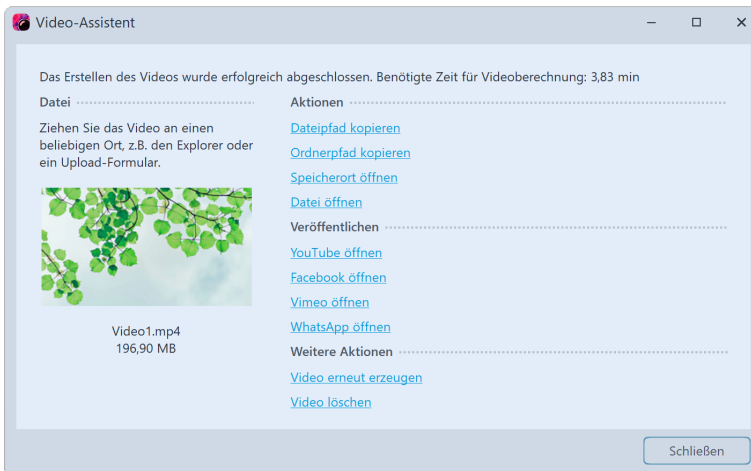 Video-Assistent
Das Erstellen des Videos wurde erfolgreich abgeschlossen. Benötigte Zeit für Videoberechnung: 3,83 min
Datei
Ziehen Sie das Video an einen
beliebigen Ort, z.B. den Explorer oder
ein Upload-Formular.
Video1.mp4
196,90 MB
Aktionen
Dateipfad kopieren
Ordnerpfad kopieren
Speicherort öffnen
Datei öffnen
Veröffentlichen
YouTube öffnen
Facebook öffnen
Vimeo öffnen
WhatsApp öffnen
Weitere Aktionen
Video erneut erzeugen
Video löschen
Schließen